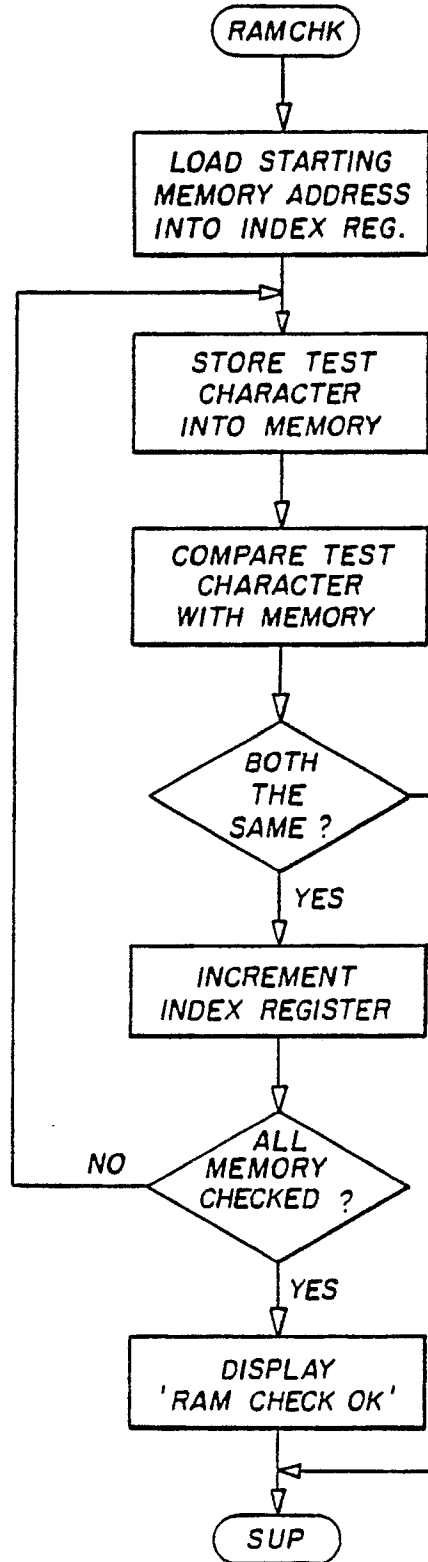 RAMCHK
LOAD STARTING
MEMORY ADDRESS
INTO INDEX REG.
STORE TEST
CHARACTER
INTO MEMORY
COMPARE TEST
CHARACTER
WITH MEMORY
BOTH
THE
SAME ?
YES
INCREMENT
INDEX REGISTER
ALL
MEMORY
CHECKED ?
NO
YES
DISPLAY
'RAM CHECK OK'
SUP